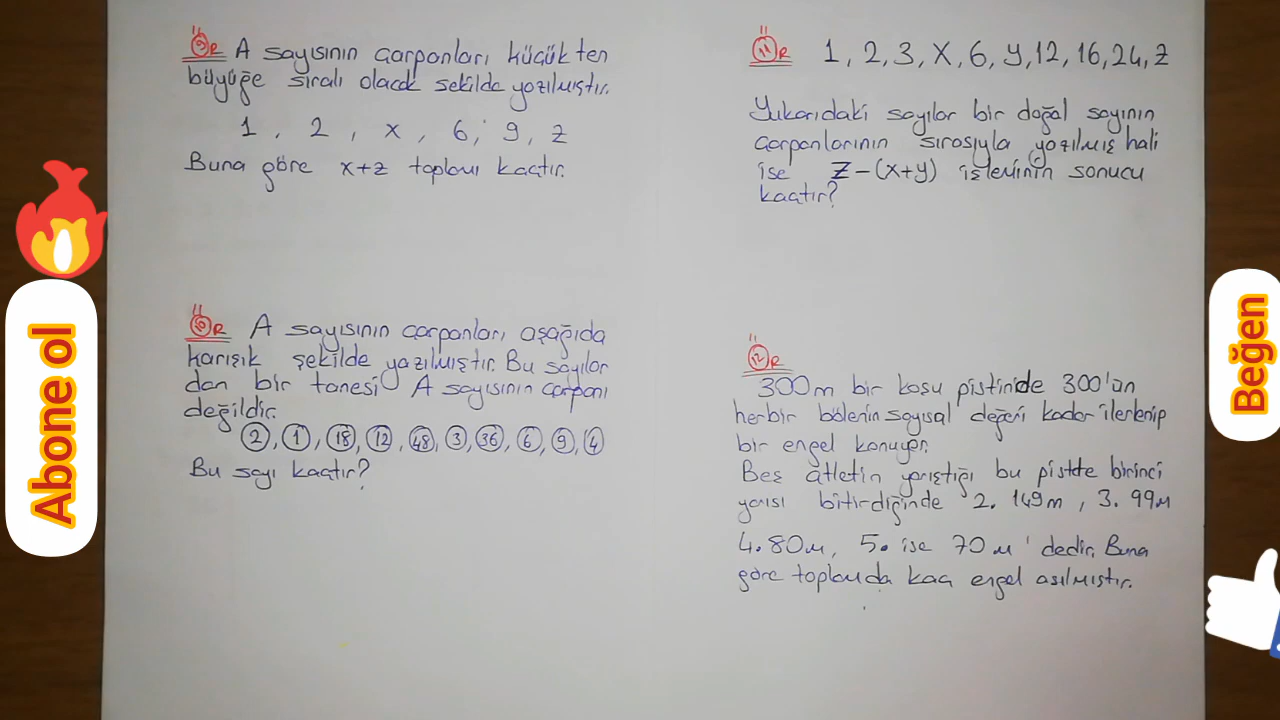 Abone ol
9 ÖR A sayısının çarpanları küçükten
büyüğe sıralı olacak şekilde yazılmıştır.
1, 2, x, 6, 9, z
Buna göre x+z toplamı kaçtır.
10 ÖR A sayısının çarpanları aşağıda
karışık şekilde yazılmıştır. Bu sayılar
dan bir tanesi A sayısının çarpanı
değildir.
2, 1, 18, 12, 48, 3, 36, 6, 9, 4
Bu sayı kaçtır?
11 ÖR 1, 2, 3, X, 6, y, 12, 16, 24, z
Yukarıdaki sayılar bir doğal sayının
çarpanlarının sırasıyla yazılmış hali
ise z-(x+y) işleminin sonucu
kaçtır?
12 ÖR
300m bir koşu pistinde 300'ün
herbir bölenin sayısal değeri kadar ilerlenip
bir engel konuyor.
Beş atletin yarıştığı bu pistte birinci
yarışı bitirdiğinde 2. 149m, 3. 99m
4. 80m, 5. ise 70m' dedir. Buna
göre toplamda kaç engel aşılmıştır.
Beğen